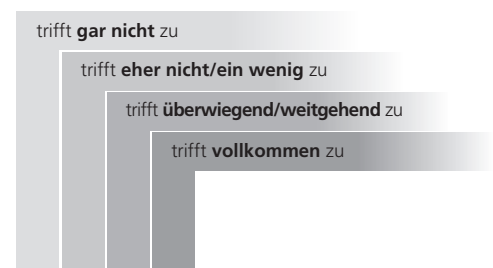 trifft gar nicht zu
trifft eher nicht/ein wenig zu
trifft überwiegend/weitgehend zu
trifft vollkommen zu